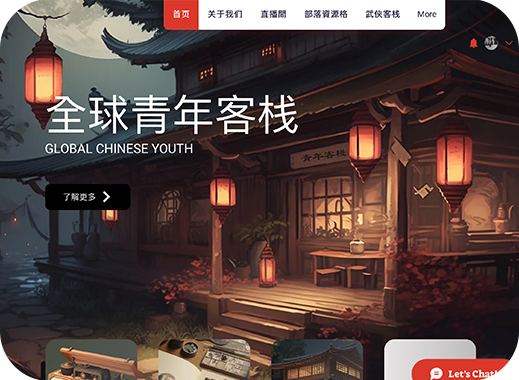 首页 关于我们 直播間 部落資源格 武俠客栈 More
全球青年客栈
GLOBAL CHINESE YOUTH
青年客栈
了解更多
Let's Chat!